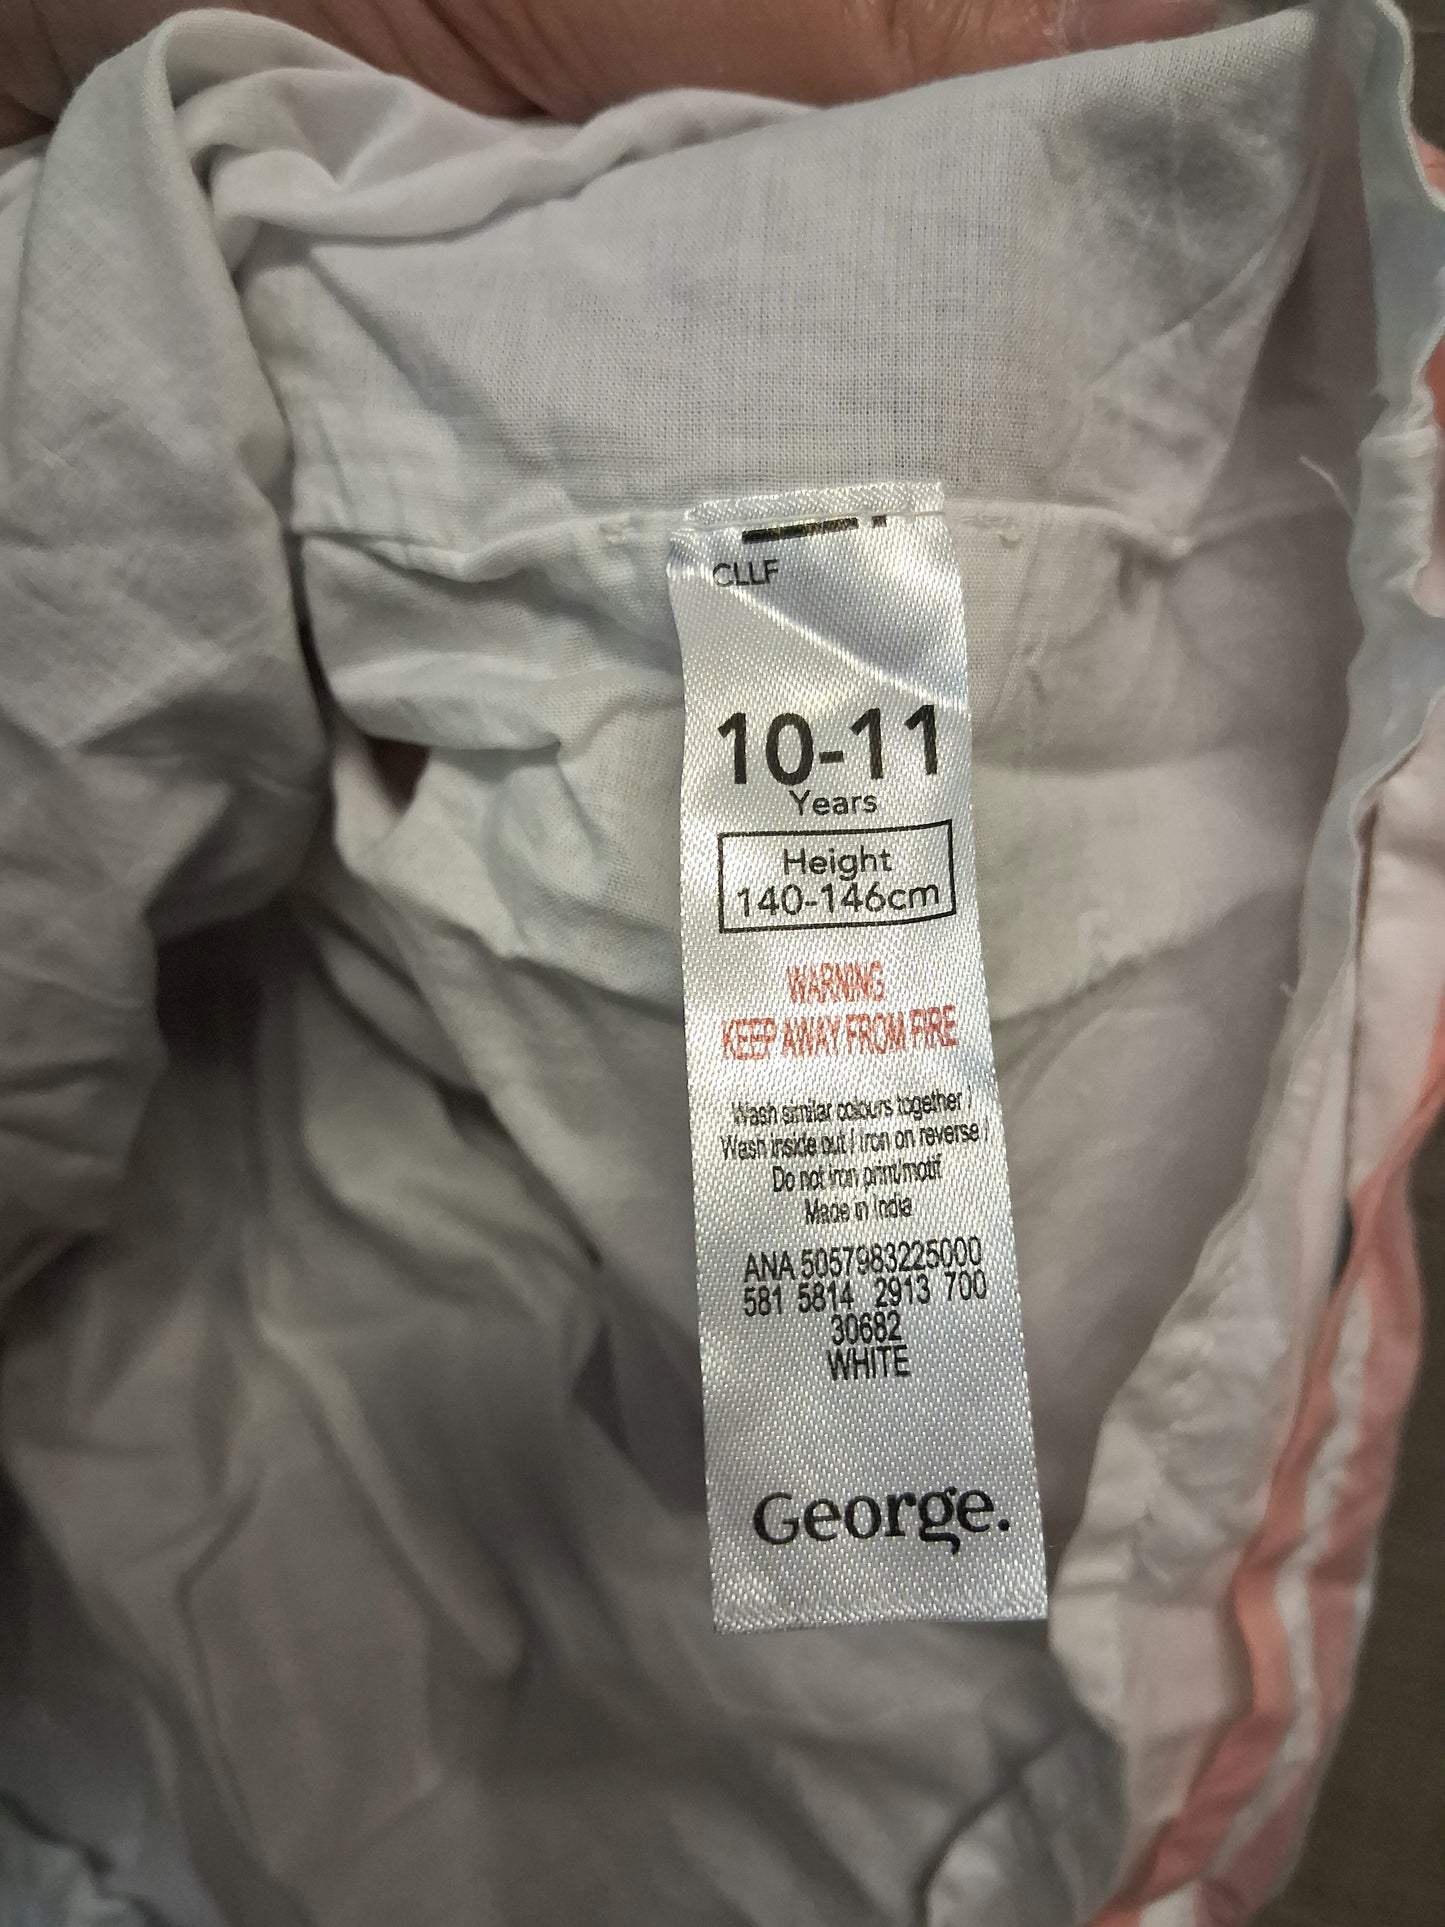 CLLF
10-11
Years
Height
140-146cm
WARNING
KEEP AWAY FROM FIRE
Wash similar colours together /
Wash inside out / Iron on reverse /
Do not iron print/motif
Made in India
ANA 5057983225000
581 5814 2913 700
30682
WHITE
George.